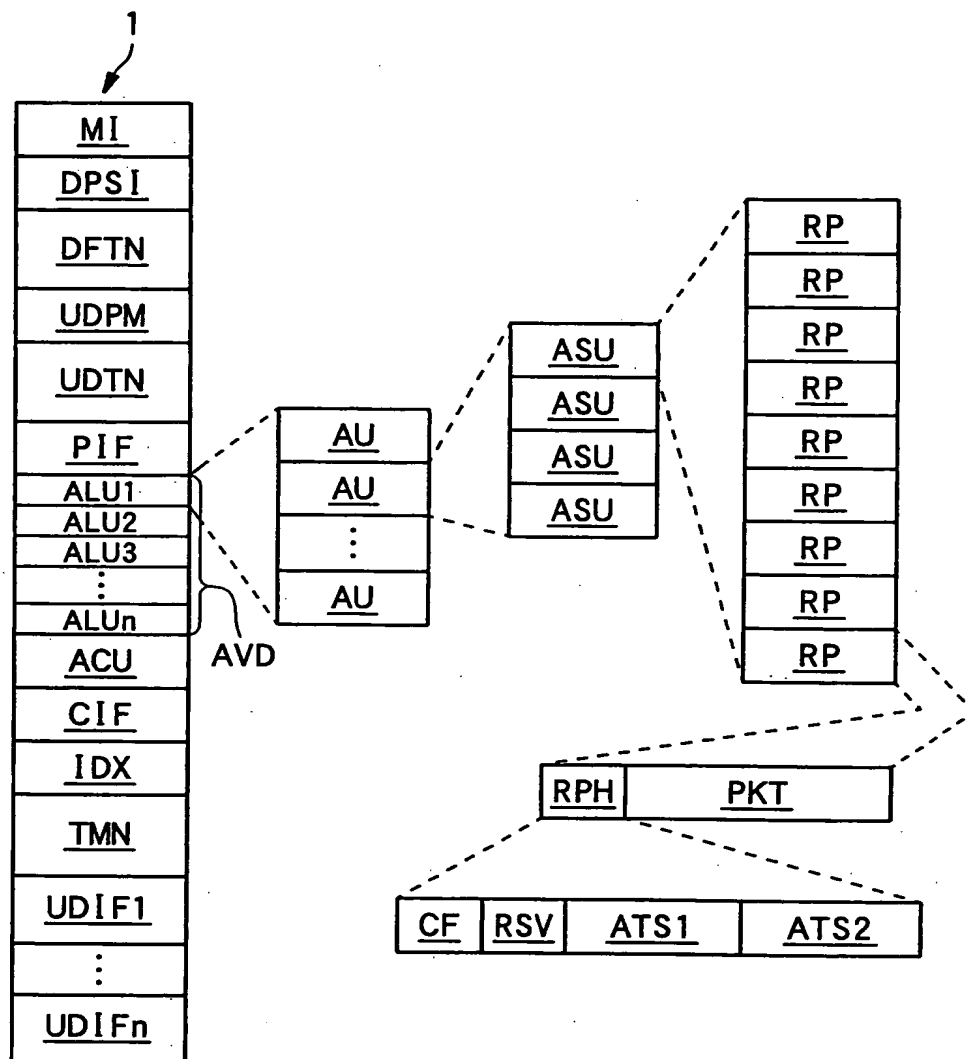 1
MI
DPSI
DFTN
UDPM
UDTN
PIF
ALU1
ALU2
ALU3
⋮
ALUn
AVD
ACU
CIF
IDX
TMN
UDIF1
⋮
UDIFn
AU
AU
⋮
AU
ASU
ASU
ASU
ASU
RP
RP
RP
RP
RP
RP
RP
RP
RP
RPH PKT
CF RSV ATS1 ATS2